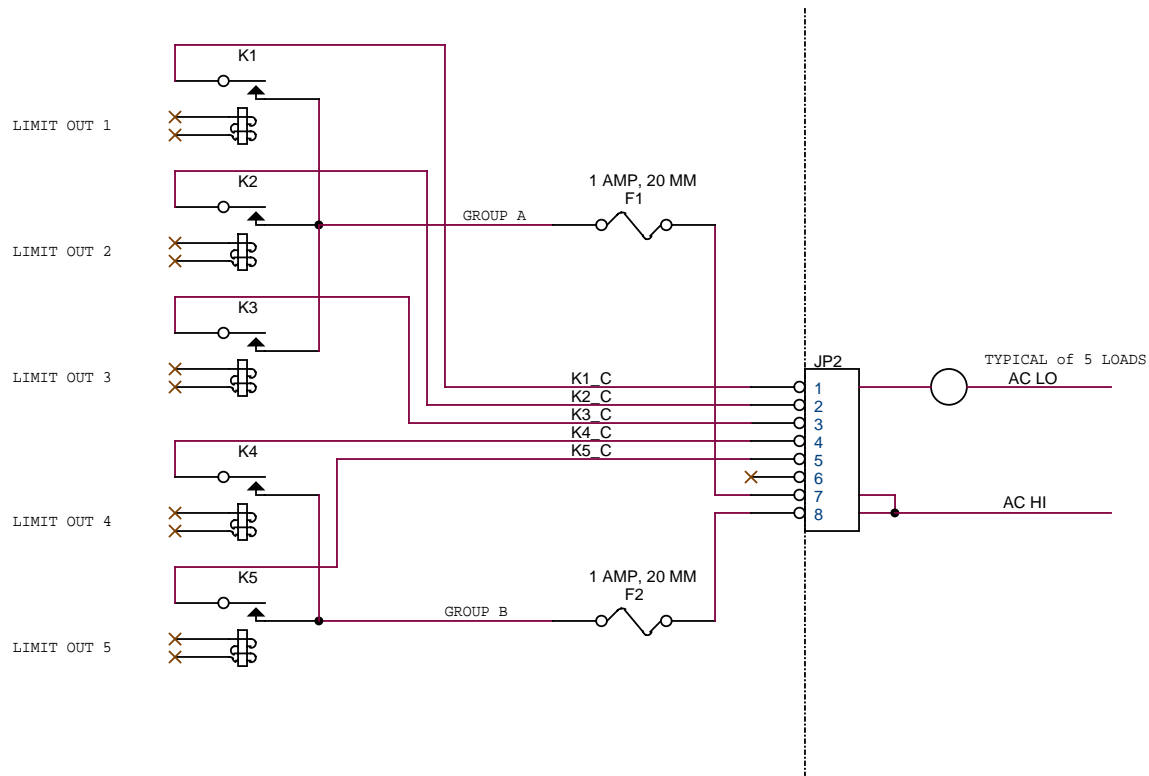 K1
LIMIT OUT 1
K2
1 AMP, 20 MM
F1
GROUP A
LIMIT OUT 2
K3
LIMIT OUT 3
JP2
TYPICAL of 5 LOADS
K1_C
1
AC LO
K2_C
2
K3_C
3
K4_C
4
K4
K5_C
5
6
7
AC HI
8
LIMIT OUT 4
K5
1 AMP, 20 MM
F2
GROUP B
LIMIT OUT 5